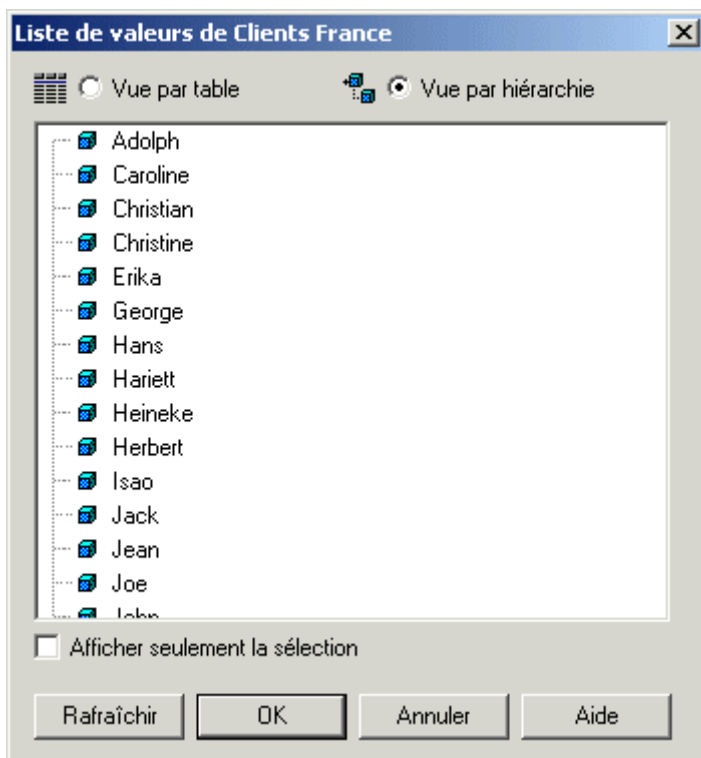 Liste de valeurs de Clients France
Vue par table Vue par hiérarchie
Adolph
Caroline
Christian
Christine
Erika
George
Hans
Hariett
Heineke
Herbert
Isao
Jack
Jean
Joe
John
Afficher seulement la sélection
Rafraîchir OK Annuler Aide